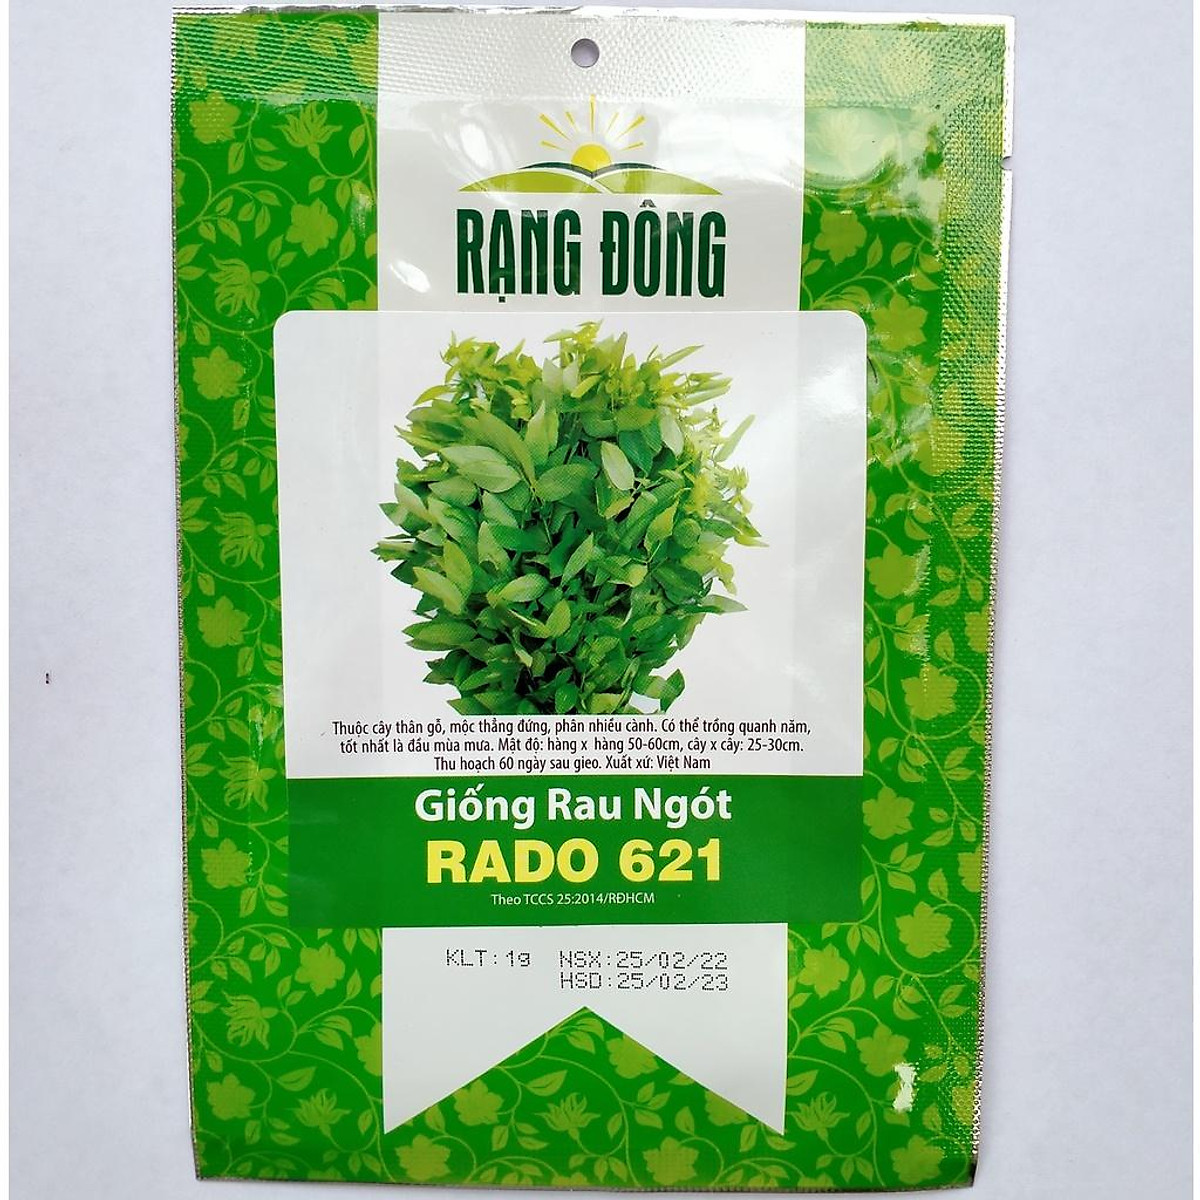 RẠNG ĐÔNG
Thuộc cây thân gỗ, mộc thẳng đứng, phân nhiều cành. Có thể trồng quanh năm,
tốt nhất là đầu mùa mưa. Mật độ: hàng x hàng 50-60cm, cây x cây: 25-30cm.
Thu hoạch 60 ngày sau gieo. Xuất xứ: Việt Nam
Giống Rau Ngót
RADO 621
Theo TCCS 25:2014/RĐHCM
KLT: 1g NSX: 25/02/22
HSD: 25/02/23